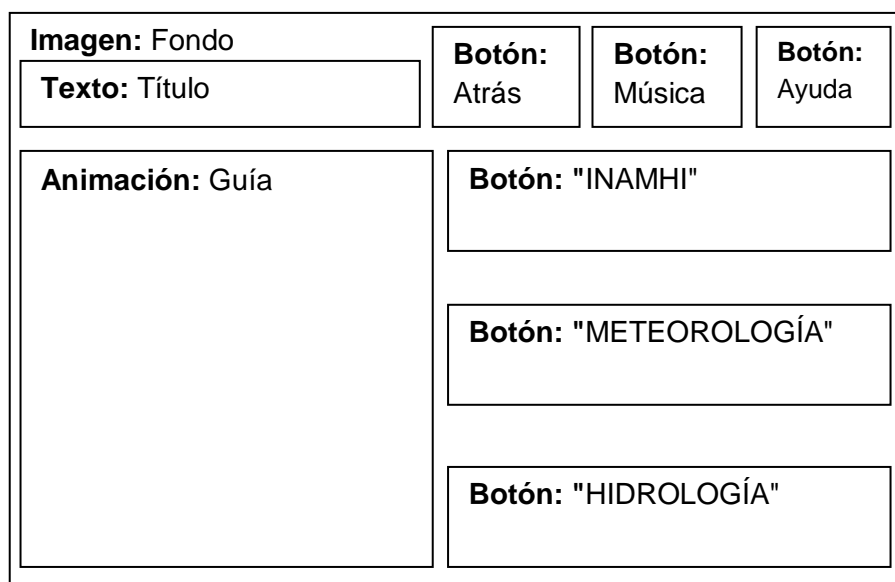 Imagen: Fondo
Texto: Título
Botón:
Atrás
Botón:
Música
Botón:
Ayuda
Animación: Guía
Botón: "INAMHI"
Botón: "METEOROLOGÍA"
Botón: "HIDROLOGÍA"